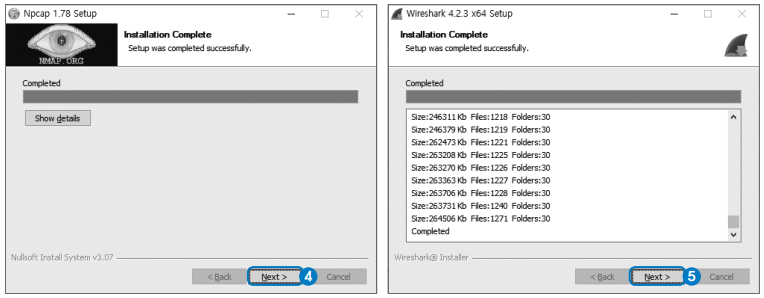 Npcap 1.78 Setup
Installation Complete
Setup was completed successfully.
NMAP.ORG
Completed
Show details
Nullsoft Install System v3.07
< Back
Next >
4
Cancel
Wireshark 4.2.3 x64 Setup
Installation Complete
Setup was completed successfully.
Completed
Size:246311 Kb Files:1218 Folders:30
Size:246379 Kb Files:1219 Folders:30
Size:262473 Kb Files:1221 Folders:30
Size:263208 Kb Files:1225 Folders:30
Size:263270 Kb Files:1226 Folders:30
Size:263363 Kb Files:1227 Folders:30
Size:263706 Kb Files:1228 Folders:30
Size:263731 Kb Files:1240 Folders:30
Size:264506 Kb Files:1271 Folders:30
Completed
Wireshark® Installer
< Back
Next >
5
Cancel